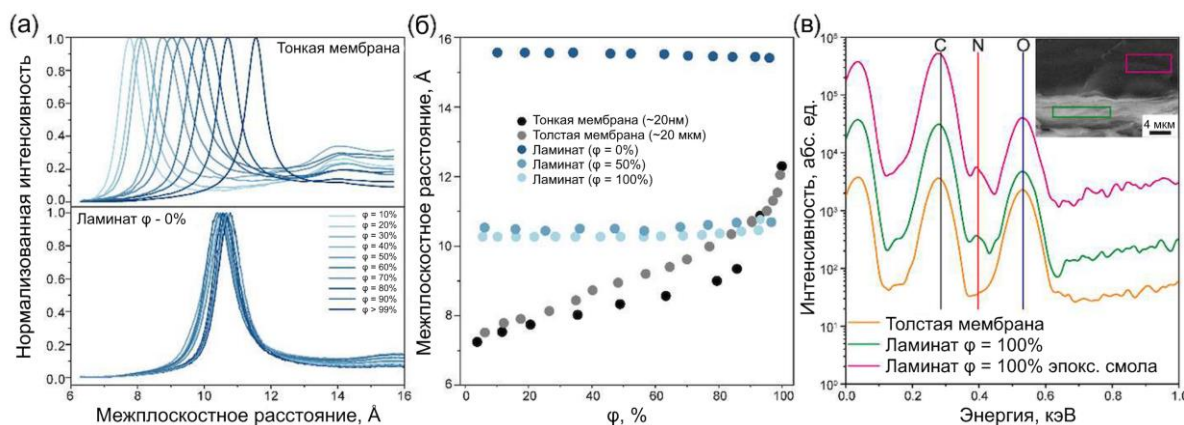 (а)
Нормализованная интенсивность
1.0
0.8
0.6
0.4
0.2
0.0
Тонкая мембрана
1.0
0.8
0.6
0.4
0.2
0.0
Ламинат φ - 0%
φ = 10%
φ = 20%
φ = 30%
φ = 40%
φ = 50%
φ = 60%
φ = 70%
φ = 80%
φ = 90%
φ > 99%
6 8 10 12 14 16
Межплоскостное расстояние, Å
(б)
Межплоскостное расстояние, Å
16
14
12
10
8
6
Тонкая мембрана (~20нм)
Толстая мембрана (~20 мкм)
Ламинат (φ = 0%)
Ламинат (φ = 50%)
Ламинат (φ = 100%)
0 20 40 60 80 100
φ, %
(в)
Интенсивность, абс. ед.
10⁶
10⁵
10⁴
10³
10²
10¹
10⁰
C N O
4 мкм
Толстая мембрана
Ламинат φ = 100%
Ламинат φ = 100% эпокс. смола
0.0 0.2 0.4 0.6 0.8 1.0
Энергия, кэВ